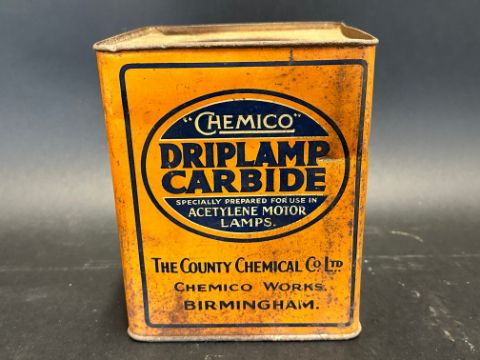 "CHEMICO"
DRIPLAMP
CARBIDE
SPECIALLY PREPARED FOR USE IN
ACETYLENE MOTOR
LAMPS.
THE COUNTY CHEMICAL CO LTD
CHEMICO WORKS.
BIRMINGHAM.